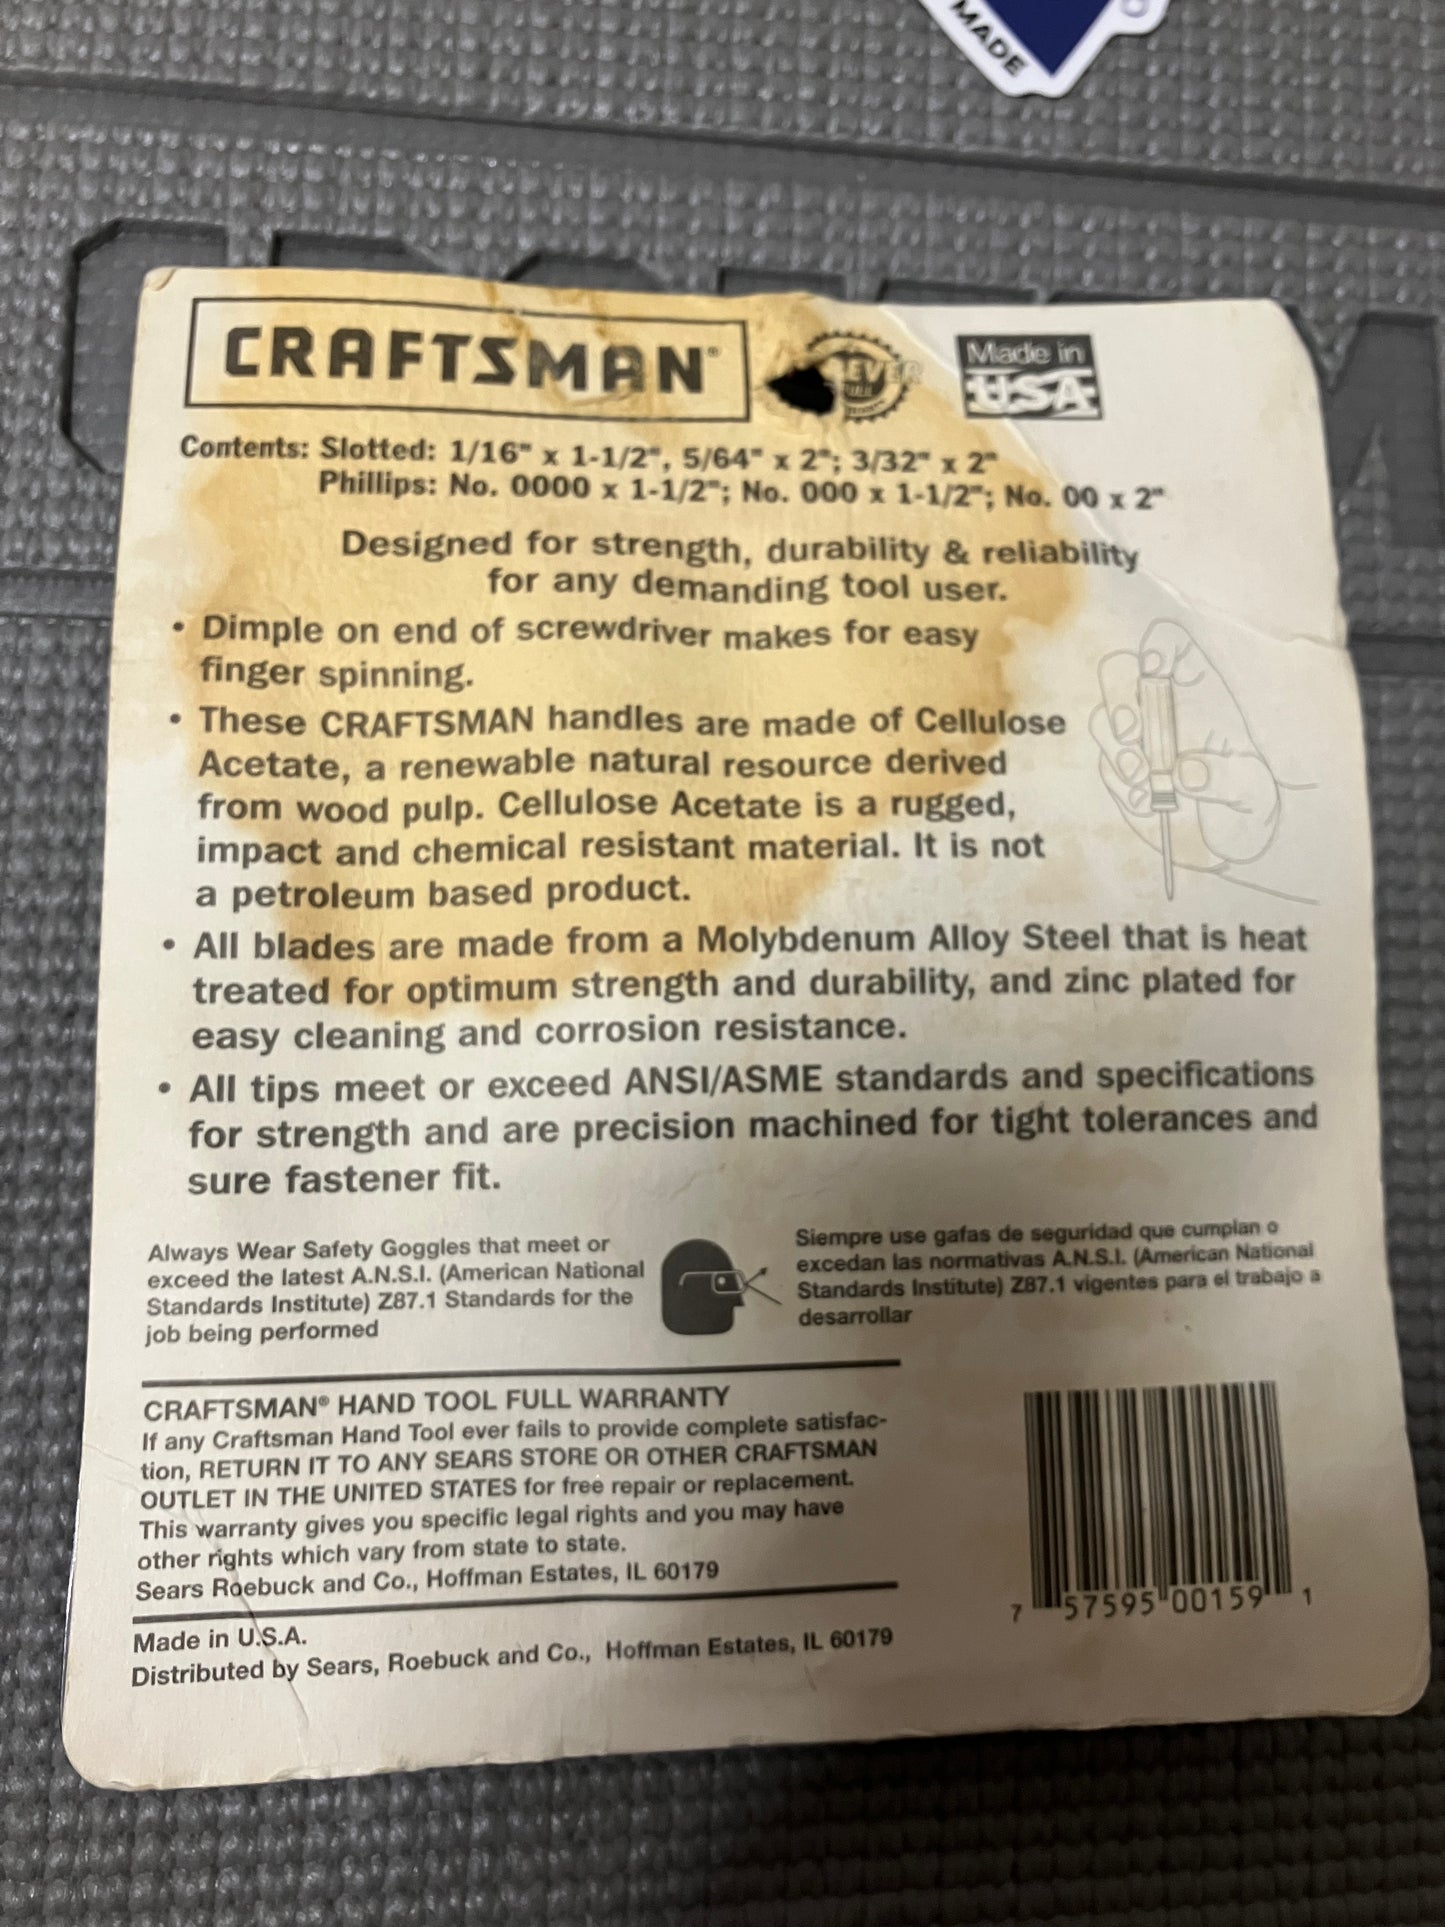 MADE
CRAFTSMAN®
Made in
USA
Contents: Slotted: 1/16" x 1-1/2", 5/64" x 2"; 3/32" x 2"
Phillips: No. 0000 x 1-1/2"; No. 000 x 1-1/2"; No. 00 x 2"
Designed for strength, durability & reliability
for any demanding tool user.
• Dimple on end of screwdriver makes for easy
finger spinning.
• These CRAFTSMAN handles are made of Cellulose
Acetate, a renewable natural resource derived
from wood pulp. Cellulose Acetate is a rugged,
impact and chemical resistant material. It is not
a petroleum based product.
• All blades are made from a Molybdenum Alloy Steel that is heat
treated for optimum strength and durability, and zinc plated for
easy cleaning and corrosion resistance.
• All tips meet or exceed ANSI/ASME standards and specifications
for strength and are precision machined for tight tolerances and
sure fastener fit.
Always Wear Safety Goggles that meet or
exceed the latest A.N.S.I. (American National
Standards Institute) Z87.1 Standards for the
job being performed
Siempre use gafas de seguridad que cumplan o
excedan las normativas A.N.S.I. (American National
Standards Institute) Z87.1 vigentes para el trabajo a
desarrollar
CRAFTSMAN® HAND TOOL FULL WARRANTY
If any Craftsman Hand Tool ever fails to provide complete satisfac-
tion, RETURN IT TO ANY SEARS STORE OR OTHER CRAFTSMAN
OUTLET IN THE UNITED STATES for free repair or replacement.
This warranty gives you specific legal rights and you may have
other rights which vary from state to state.
Sears Roebuck and Co., Hoffman Estates, IL 60179
Made in U.S.A.
Distributed by Sears, Roebuck and Co., Hoffman Estates, IL 60179
7 57595 00159 1